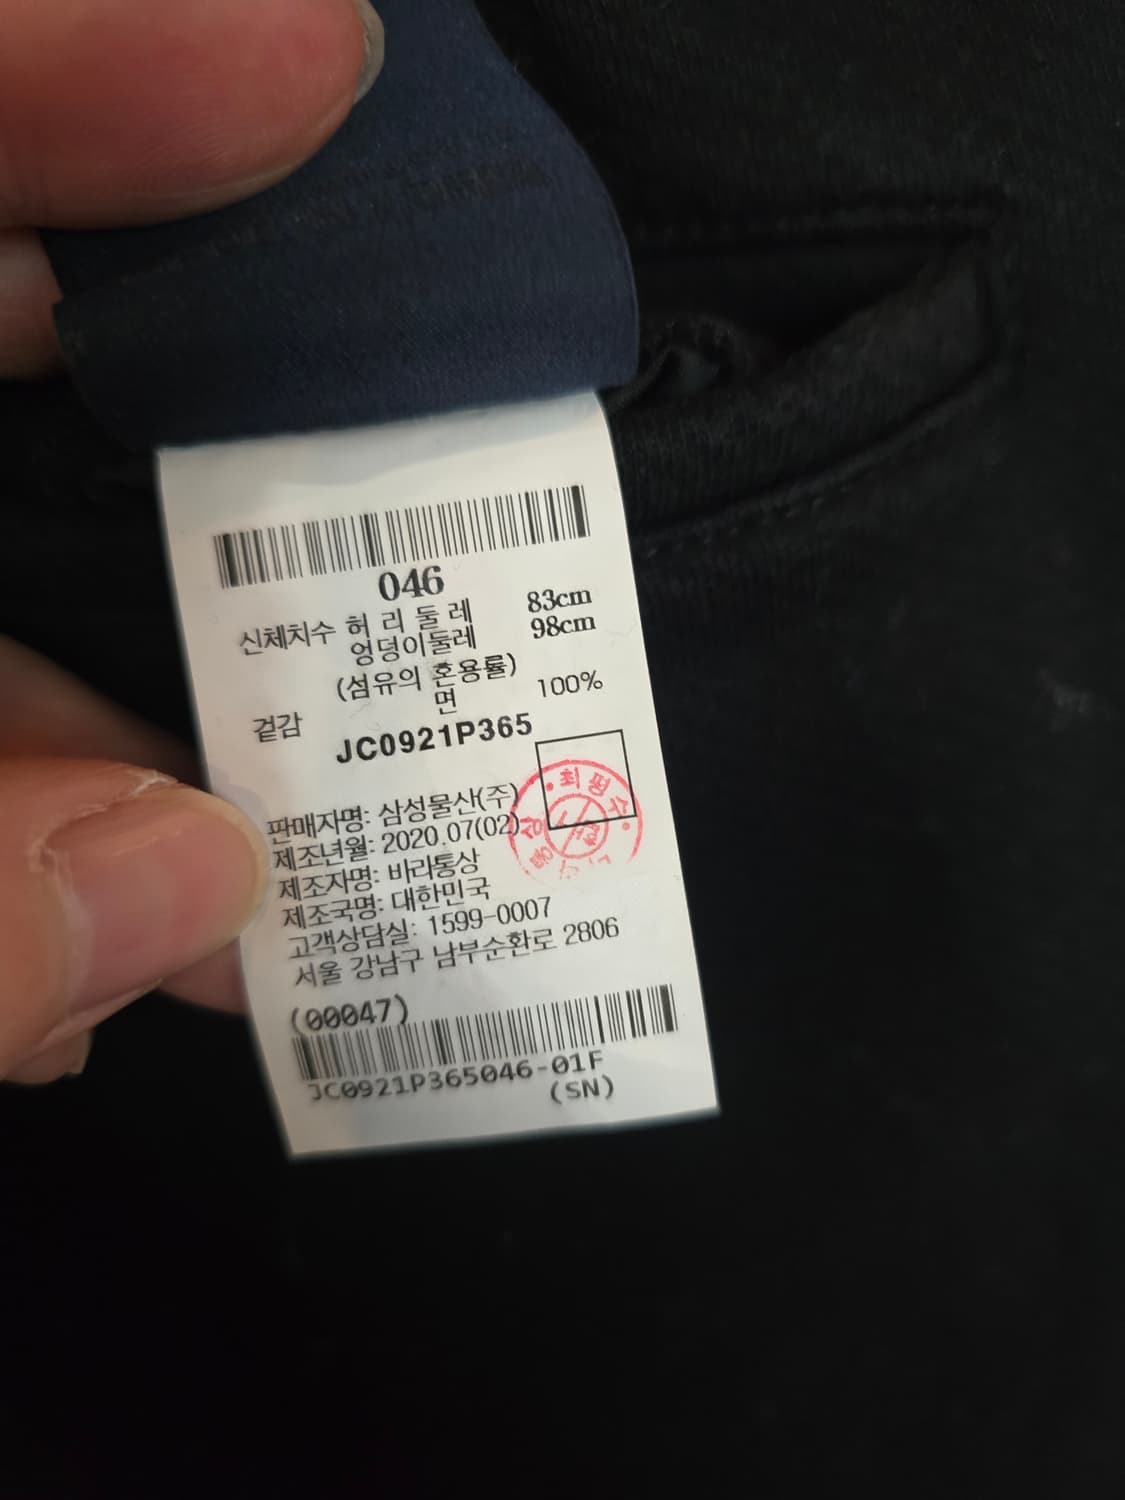 046
신체치수 허 리 둘 레 83cm
엉덩이둘레 98cm
(섬유의 혼용률)
겉감 면 100%
JC0921P365
판매자명: 삼성물산(주)
제조년월: 2020.07(02)
제조자명: 바라통상
제조국명: 대한민국
고객상담실: 1599-0007
서울 강남구 남부순환로 2806
(00047)
JC0921P365046-01F
(SN)
최평수